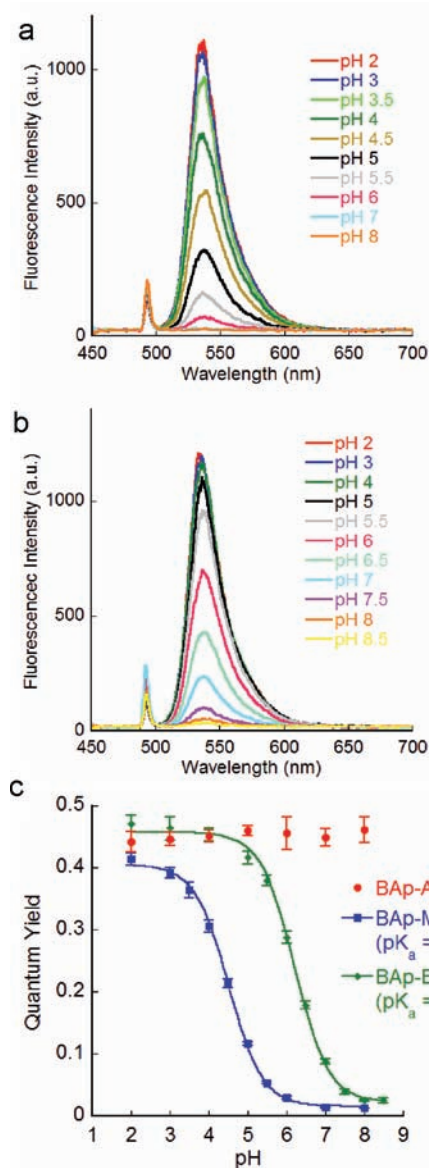 a
Fluorescence Intensity (a.u.)
1000
500
0
pH 2
pH 3
pH 3.5
pH 4
pH 4.5
pH 5
pH 5.5
pH 6
pH 7
pH 8
450 500 550 600 650 700
Wavelength (nm)
b
Fluorescencec Intensity (a.u.)
1000
500
0
pH 2
pH 3
pH 4
pH 5
pH 5.5
pH 6
pH 6.5
pH 7
pH 7.5
pH 8
pH 8.5
450 500 550 600 650 700
Wavelength (nm)
c
Quantum Yield
0.5
0.4
0.3
0.2
0.1
0
BAp-A
BAp-M
(pKa =
BAp-E
(pKa =
1 2 3 4 5 6 7 8 9
pH